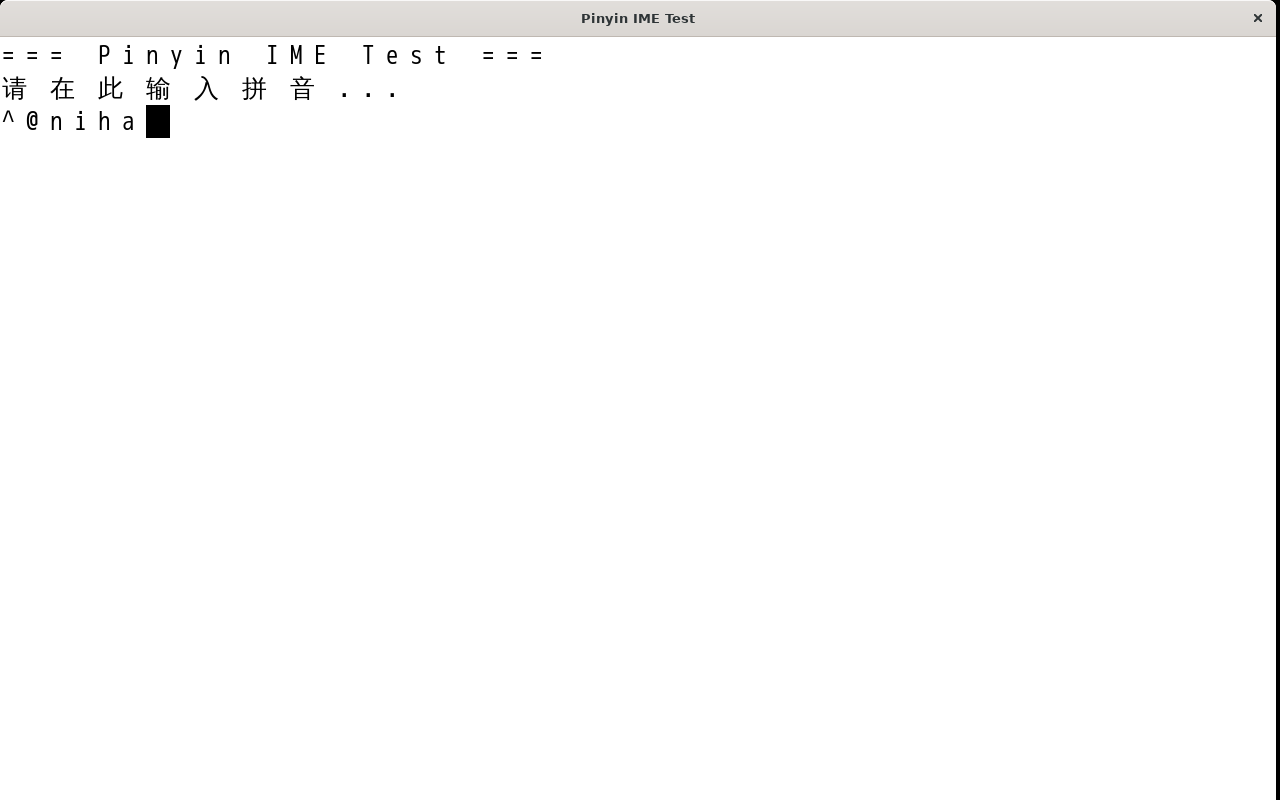 Pinyin IME Test
=== Pinyin IME Test ===
请在此输入拼音...
^@niha